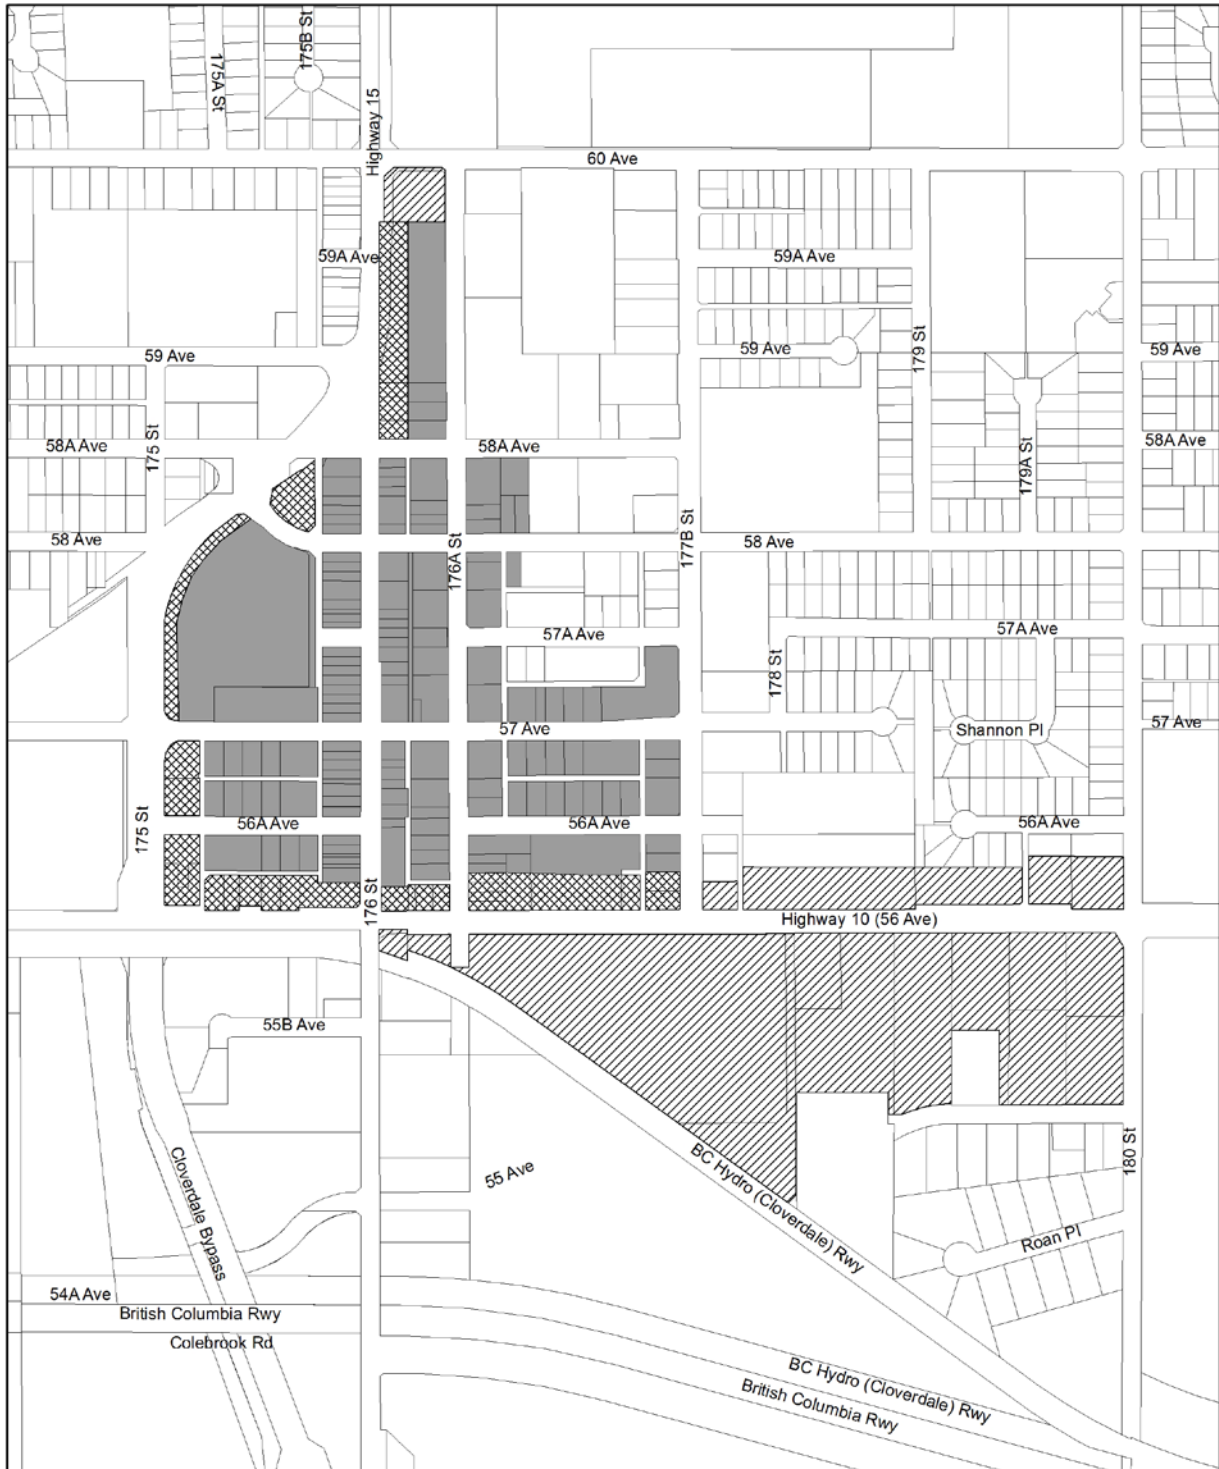 175A St
175B St
Highway 15
60 Ave
59A Ave
59A Ave
59 Ave
59 Ave
179 St
59 Ave
58A Ave
175 St
58A Ave
179A St
58A Ave
58 Ave
176A St
177B St
58 Ave
57A Ave
178 St
57A Ave
57 Ave
Shannon Pl
57 Ave
175 St
56A Ave
56A Ave
56A Ave
176 St
Highway 10 (56 Ave)
55B Ave
Cloverdale Bypass
55 Ave
BC Hydro (Cloverdale) Rwy
180 St
Roan Pl
54A Ave
British Columbia Rwy
Colebrook Rd
BC Hydro (Cloverdale) Rwy
British Columbia Rwy